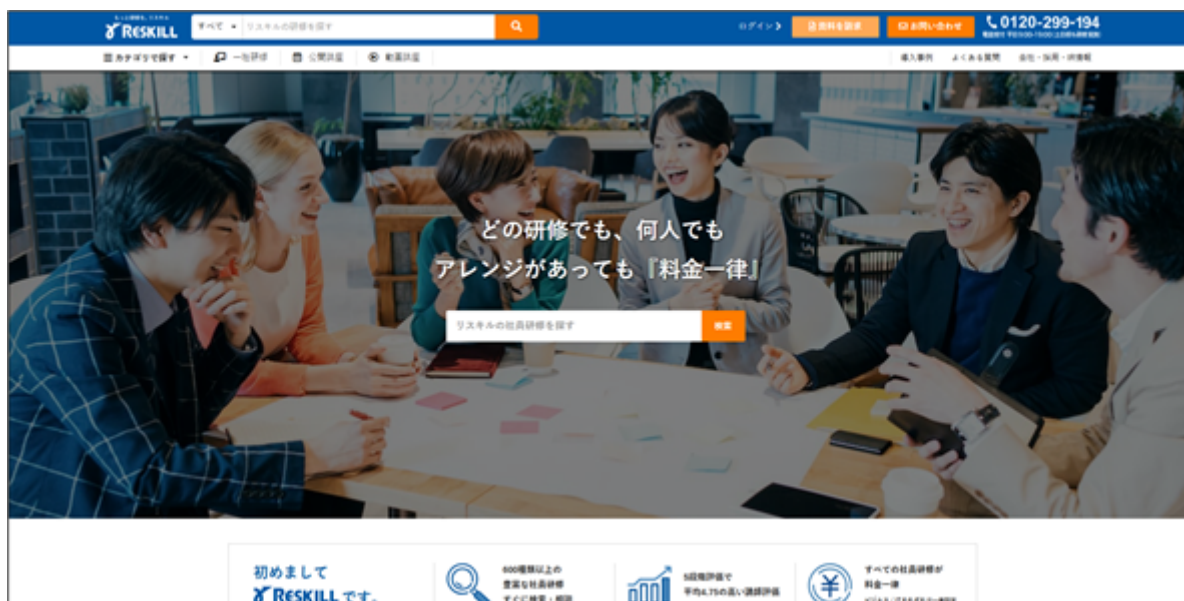 RESKILL
すべて
リスキルの研修を探す
ログイン
資料を請求
お問い合わせ
0120-299-194
カテゴリで探す
一社研修
公開講座
動画講座
導入事例
よくある質問
会社・採用・IR情報
どの研修でも、何人でも
アレンジがあっても『料金一律』
リスキルの社員研修を探す
検索
初めまして
RESKILLです。
600種類以上の
豊富な社員研修
すぐに検索・相談
5段階評価で
平均4.75の高い講師評価
すべての社員研修が
料金一律